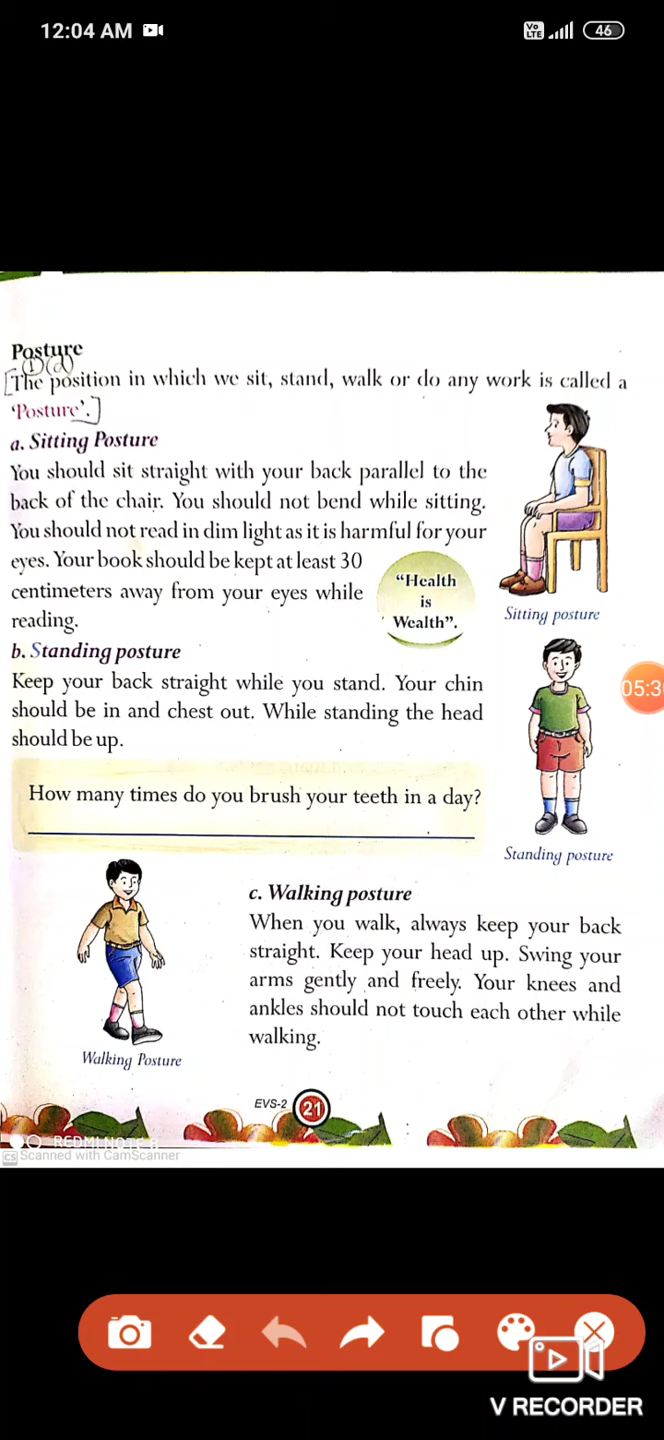 12:04 AM
Vo LTE
46
Posture
① (a)
[The position in which we sit, stand, walk or do any work is called a
‘Posture’.]
a. Sitting Posture
You should sit straight with your back parallel to the
back of the chair. You should not bend while sitting.
You should not read in dim light as it is harmful for your
eyes. Your book should be kept at least 30
centimeters away from your eyes while
reading.
“Health
is
Wealth”.
Sitting posture
b. Standing posture
Keep your back straight while you stand. Your chin
should be in and chest out. While standing the head
should be up.
05:3
How many times do you brush your teeth in a day?
Standing posture
c. Walking posture
When you walk, always keep your back
straight. Keep your head up. Swing your
arms gently and freely. Your knees and
ankles should not touch each other while
walking.
Walking Posture
EVS-2 21
REDMI NOTE
CS Scanned with CamScanner
V RECORDER